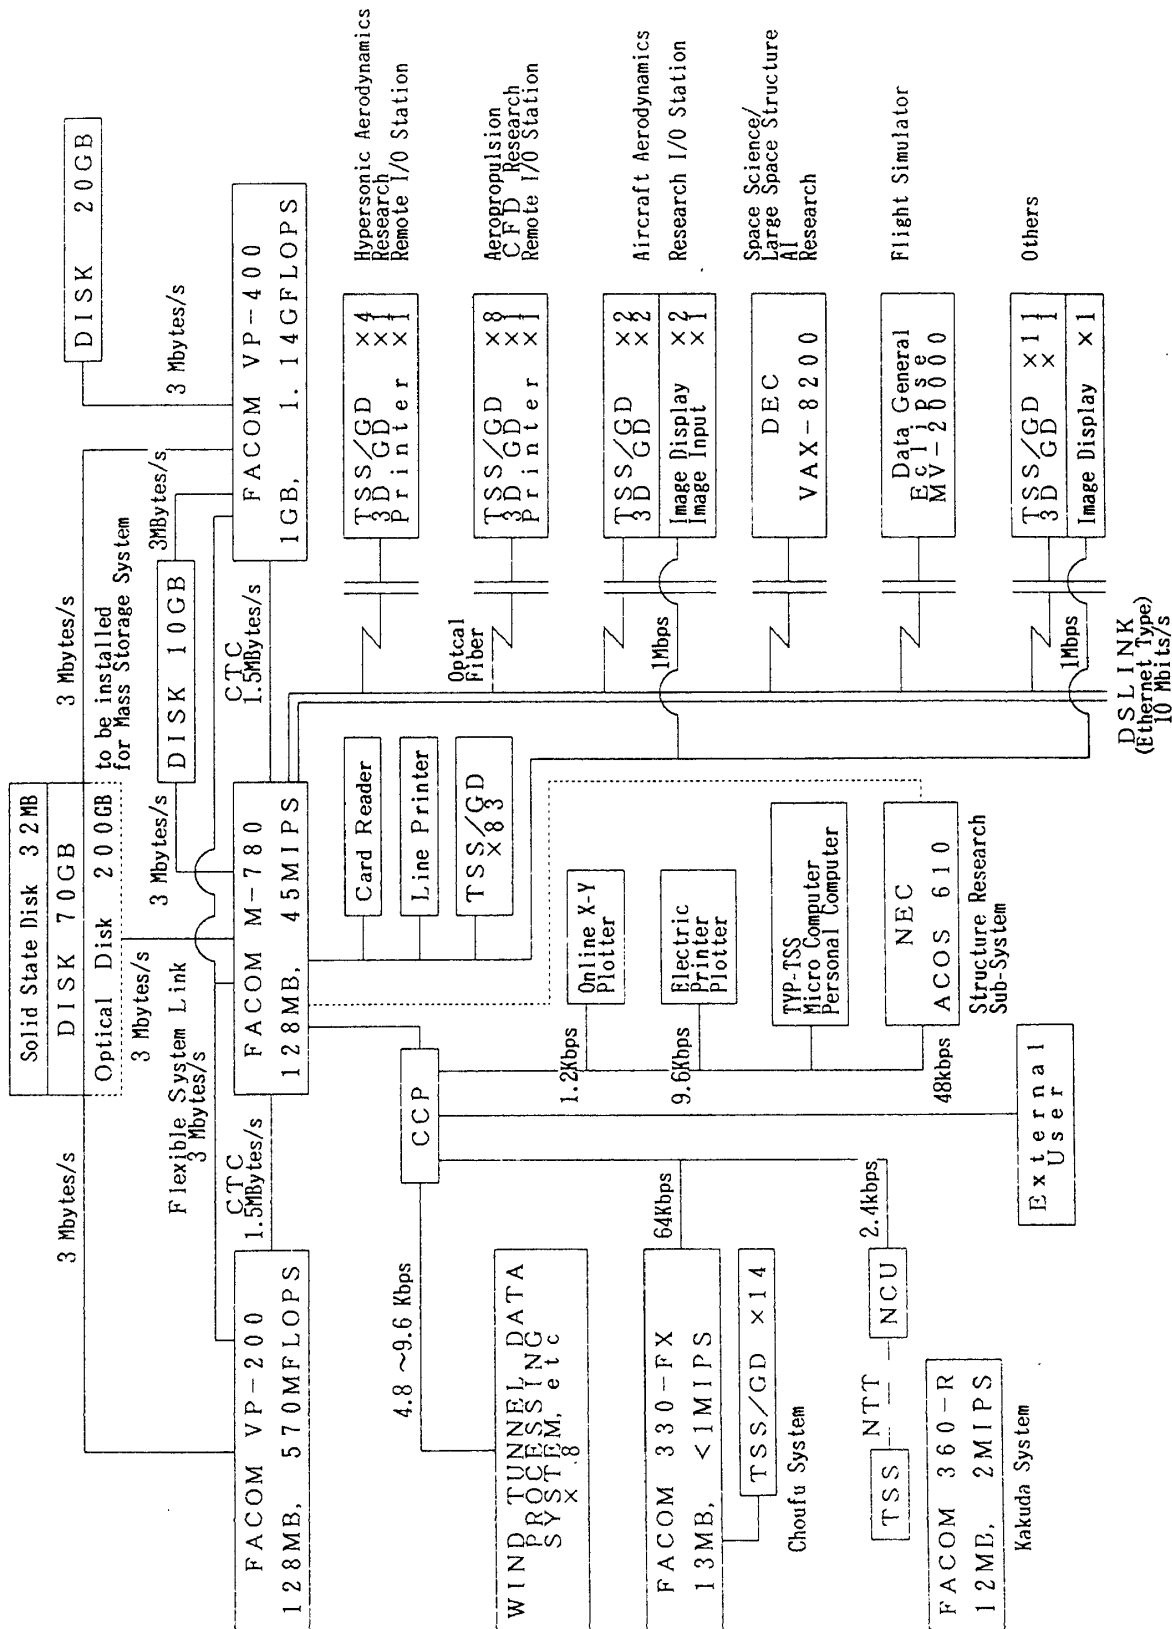 Solid State Disk 32MB
DISK 70GB
Optical Disk 200GB
to be installed
for Mass Storage System
3 Mbytes/s
3 Mbytes/s
DISK 20GB
3 Mbytes/s
3 Mbytes/s
Flexible System Link
3 Mbytes/s
3 Mbytes/s
DISK 10GB
3MBytes/s
FACOM VP-200
128MB, 570MFLOPS
CTC
1.5MBytes/s
FACOM M-780
128MB, 45MIPS
CTC
1.5MBytes/s
FACOM VP-400
1GB, 1.14GFLOPS
4.8 ~9.6 Kbps
CCP
WIND TUNNEL DATA
PROCESSING
SYSTEM, etc
×8
FACOM 330-FX
13MB, <1MIPS
64Kbps
TSS/GD ×14
Choufu System
TSS
NTT
NCU
2.4kbps
FACOM 360-R
12MB, 2MIPS
Kakuda System
External
User
Card Reader
Line Printer
TSS/GD
×83
1.2Kbps
Online X-Y
Plotter
9.6Kbps
Electric
Printer
Plotter
TYP-TSS
Micro Computer
Personal Computer
48kbps
NEC
ACOS 610
Structure Research
Sub-System
Optcal
Fiber
1Mbps
1Mbps
DSLINK
(Ethernet Type)
10 Mbits/s
TSS/GD ×4
3D GD ×1
Printer ×1
Hypersonic Aerodynamics
Research
Remote I/O Station
TSS/GD ×8
3D GD ×1
Printer ×1
Aeropropulsion
CFD Research
Remote I/O Station
TSS/GD ×2
3D GD ×2
Image Display ×2
Image Input ×1
Aircraft Aerodynamics
Research I/O Station
DEC
VAX-8200
Space Science/
Large Space Structure
AI
Research
Data General
Eclipse
MV-20000
Flight Simulator
TSS/GD ×11
3D GD ×1
Image Display ×1
Others